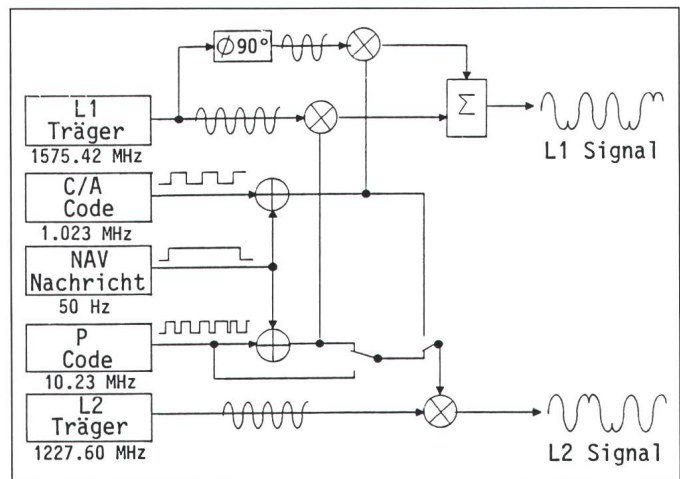 Ø90°
L1
Träger
1575.42 MHz
Σ
L1 Signal
C/A
Code
1.023 MHz
NAV
Nachricht
50 Hz
P
Code
10.23 MHz
L2
Träger
1227.60 MHz
L2 Signal